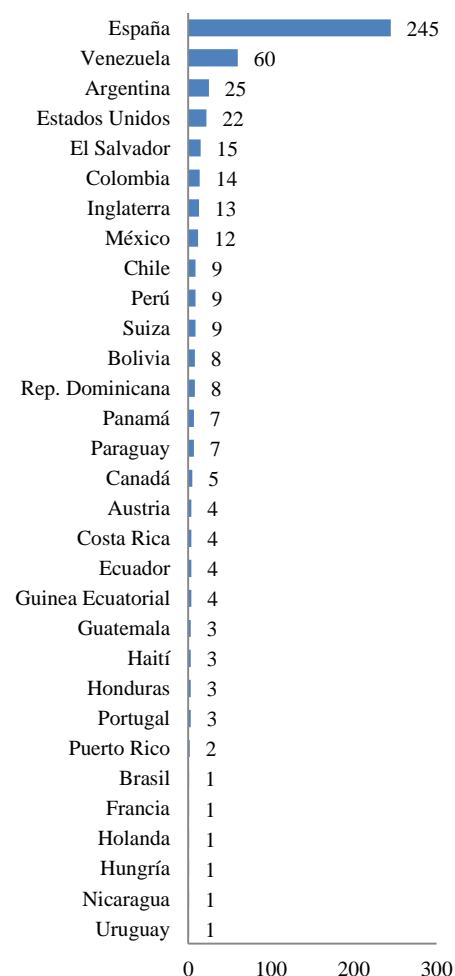 España 245
Venezuela 60
Argentina 25
Estados Unidos 22
El Salvador 15
Colombia 14
Inglaterra 13
México 12
Chile 9
Perú 9
Suiza 9
Bolivia 8
Rep. Dominicana 8
Panamá 7
Paraguay 7
Canadá 5
Austria 4
Costa Rica 4
Ecuador 4
Guinea Ecuatorial 4
Guatemala 3
Haití 3
Honduras 3
Portugal 3
Puerto Rico 2
Brasil 1
Francia 1
Holanda 1
Hungría 1
Nicaragua 1
Uruguay 1
0 100 200 300